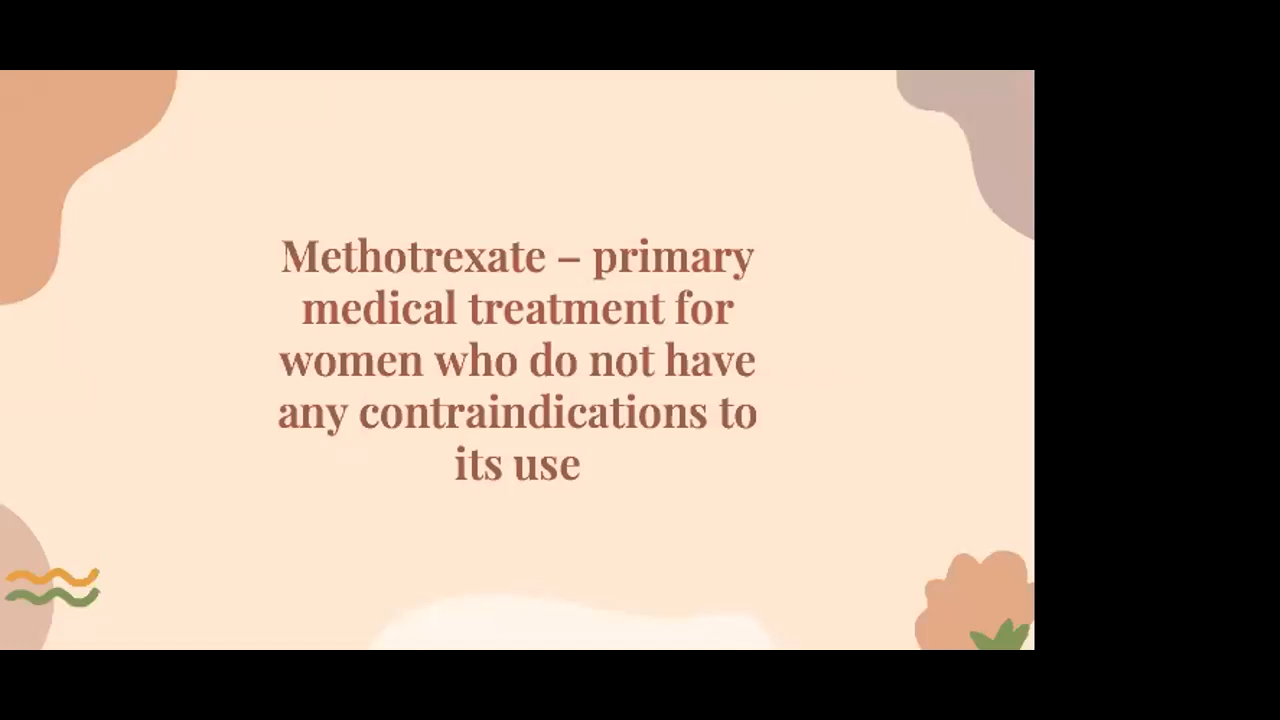 Methotrexate – primary
medical treatment for
women who do not have
any contraindications to
its use